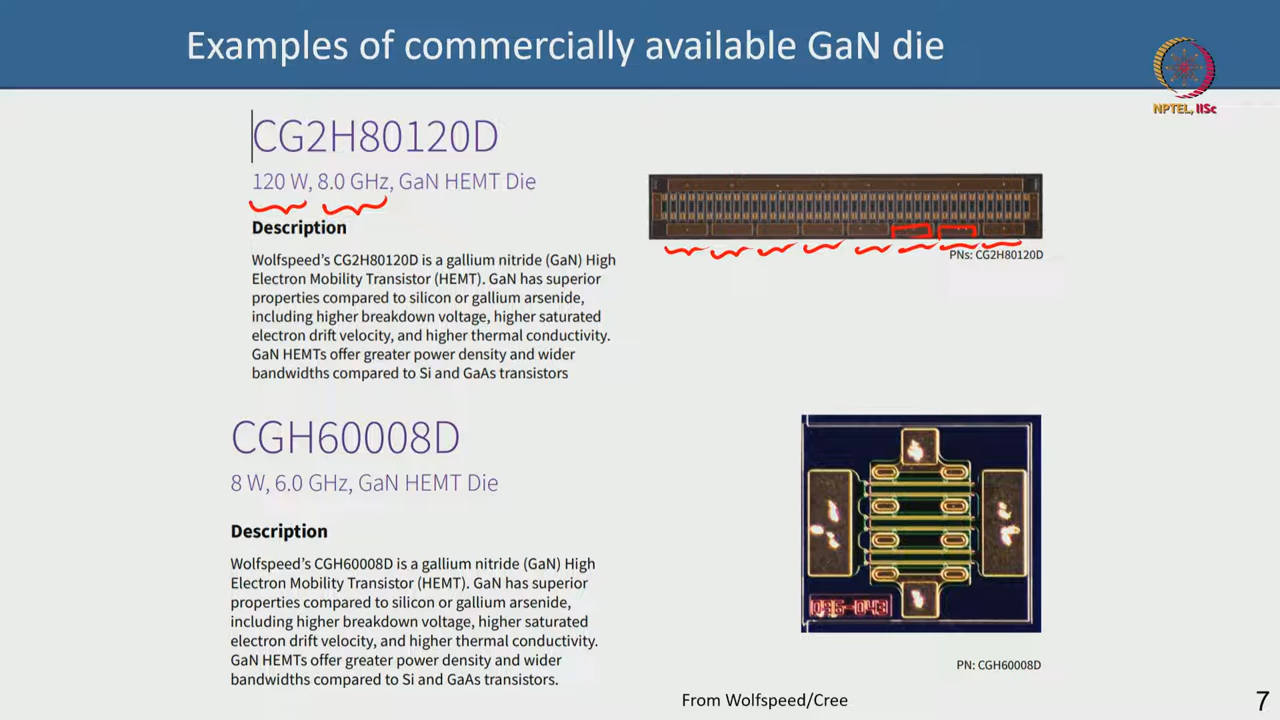 Examples of commercially available GaN die
NPTEL, IISc
CG2H80120D
120 W, 8.0 GHz, GaN HEMT Die
Description
Wolfspeed’s CG2H80120D is a gallium nitride (GaN) High
Electron Mobility Transistor (HEMT). GaN has superior
properties compared to silicon or gallium arsenide,
including higher breakdown voltage, higher saturated
electron drift velocity, and higher thermal conductivity.
GaN HEMTs offer greater power density and wider
bandwidths compared to Si and GaAs transistors
PNs: CG2H80120D
CGH60008D
8 W, 6.0 GHz, GaN HEMT Die
Description
Wolfspeed’s CGH60008D is a gallium nitride (GaN) High
Electron Mobility Transistor (HEMT). GaN has superior
properties compared to silicon or gallium arsenide,
including higher breakdown voltage, higher saturated
electron drift velocity, and higher thermal conductivity.
GaN HEMTs offer greater power density and wider
bandwidths compared to Si and GaAs transistors.
PN: CGH60008D
From Wolfspeed/Cree
7